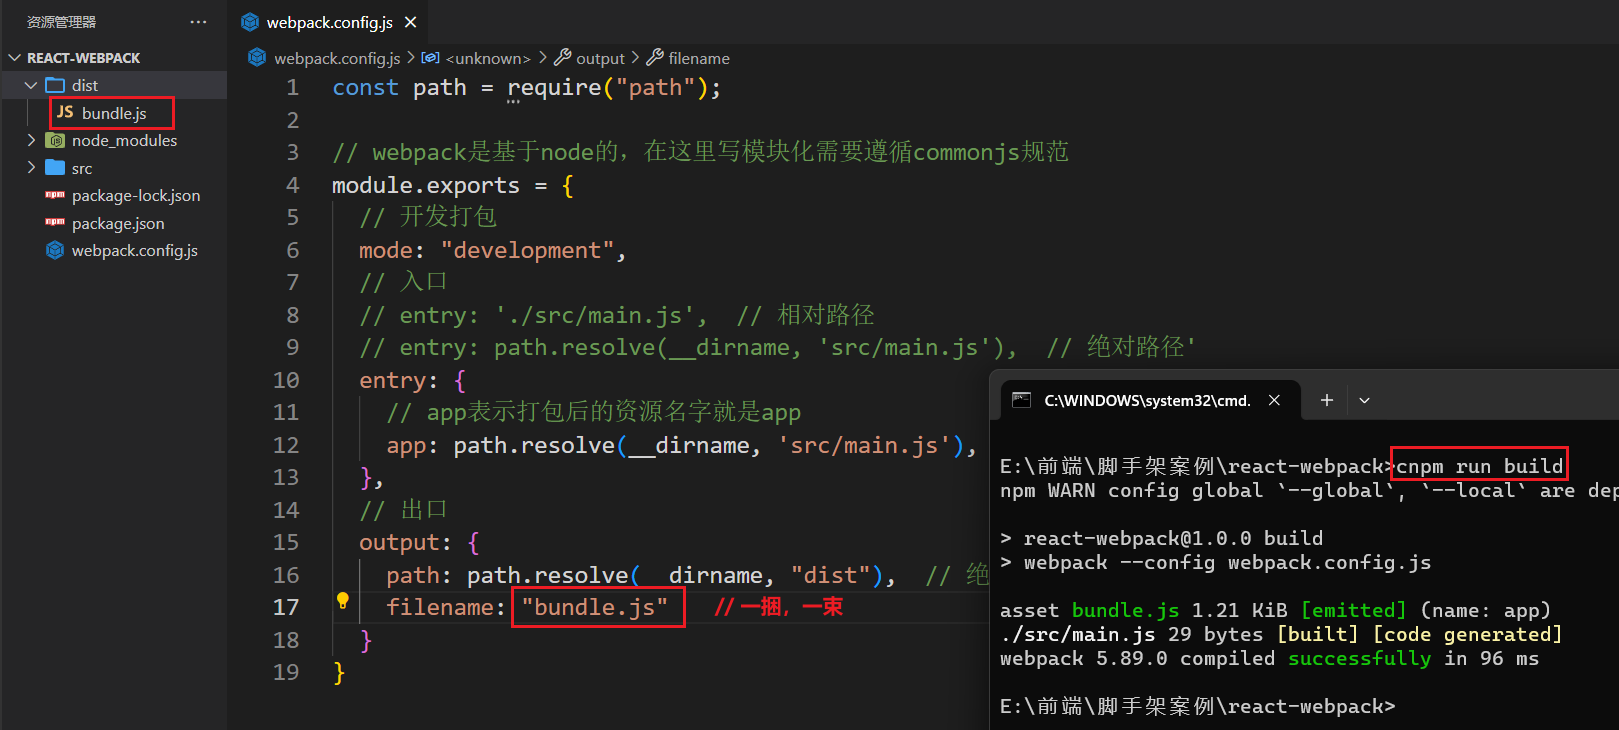 资源管理器 ···
REACT-WEBPACK
dist
JS bundle.js
node_modules
src
package-lock.json
package.json
webpack.config.js
webpack.config.js ×
webpack.config.js > <unknown> > output > filename
1 const path = require("path");
2
3 // webpack是基于node的，在这里写模块化需要遵循commonjs规范
4 module.exports = {
5 // 开发打包
6 mode: "development",
7 // 入口
8 // entry: './src/main.js',  // 相对路径
9 // entry: path.resolve(__dirname, 'src/main.js'),  // 绝对路径'
10 entry: {
11 // app表示打包后的资源名字就是app
12 app: path.resolve(__dirname, 'src/main.js'),
13 },
14 // 出口
15 output: {
16 path: path.resolve(__dirname, "dist"),  // 绝
17 filename: "bundle.js" // 一捆，一束
18 }
19 }
C:\WINDOWS\system32\cmd. ×
E:\前端\脚手架案例\react-webpack>cnpm run build
npm WARN config global `--global`, `--local` are dep
> react-webpack@1.0.0 build
> webpack --config webpack.config.js
asset bundle.js 1.21 KiB [emitted] (name: app)
./src/main.js 29 bytes [built] [code generated]
webpack 5.89.0 compiled successfully in 96 ms
E:\前端\脚手架案例\react-webpack>